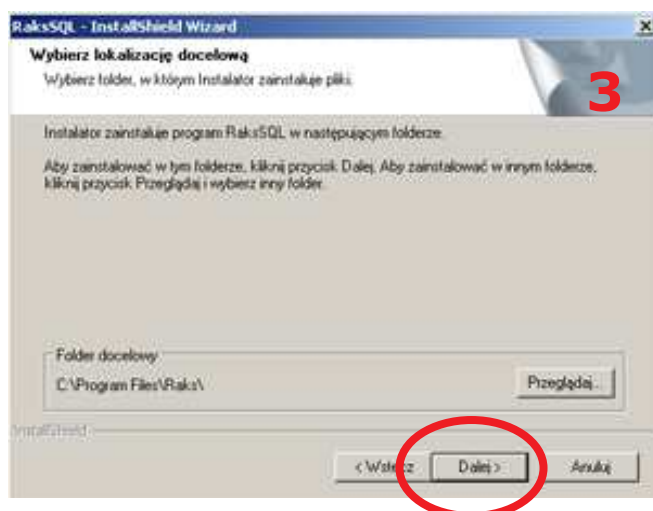 RaksSQL - InstallShield Wizard
Wybierz lokalizację docelową
Wybierz folder, w którym Instalator zainstaluje pliki.
3
Instalator zainstaluje program RaksSQL w następującym folderze.
Aby zainstalować w tym folderze, kliknij przycisk Dalej. Aby zainstalować w innym folderze,
kliknij przycisk Przeglądaj i wybierz inny folder.
Folder docelowy
C:\Program Files\Raks\
Przeglądaj...
InstallShield
< Wstecz
Dalej >
Anuluj